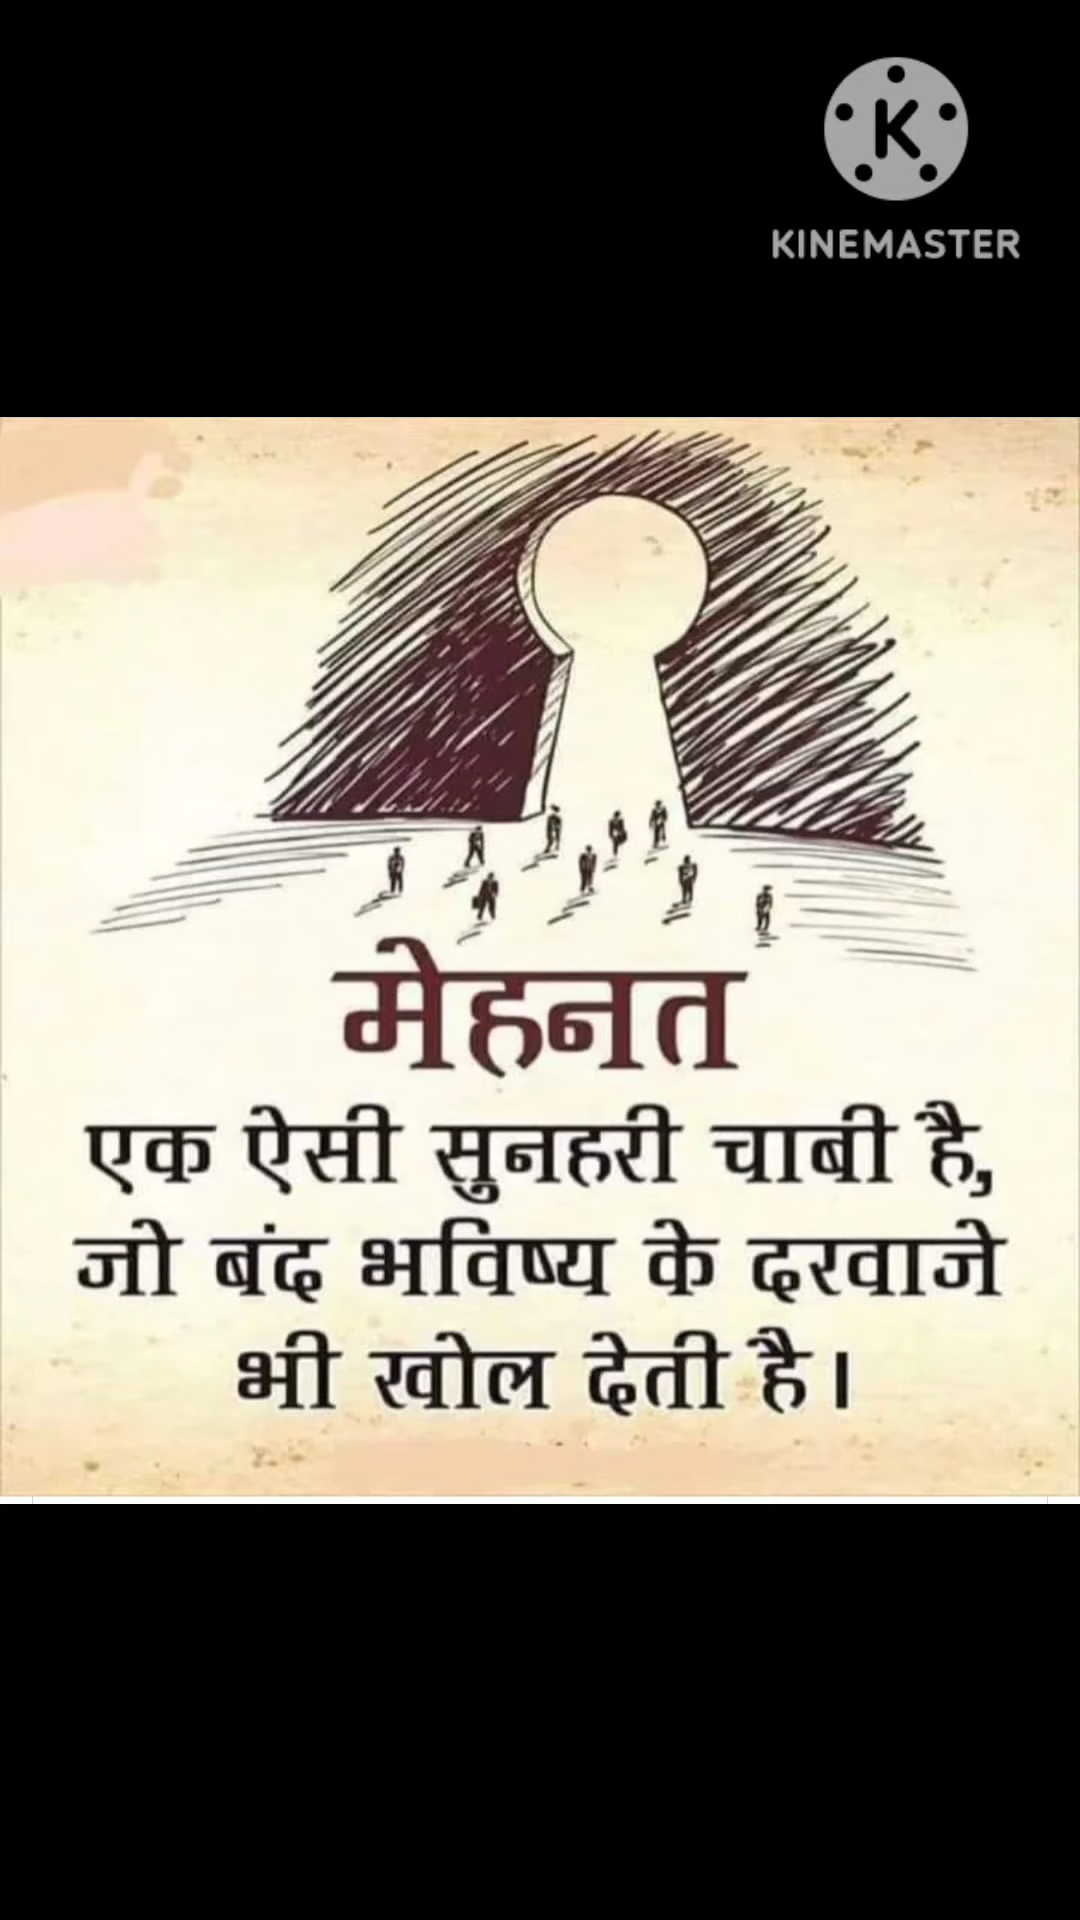 K
KINEMASTER
मेहनत
एक ऐसी सुनहरी चाबी है,
जो बंद भविष्य के दरवाजे
भी खोल देती है।